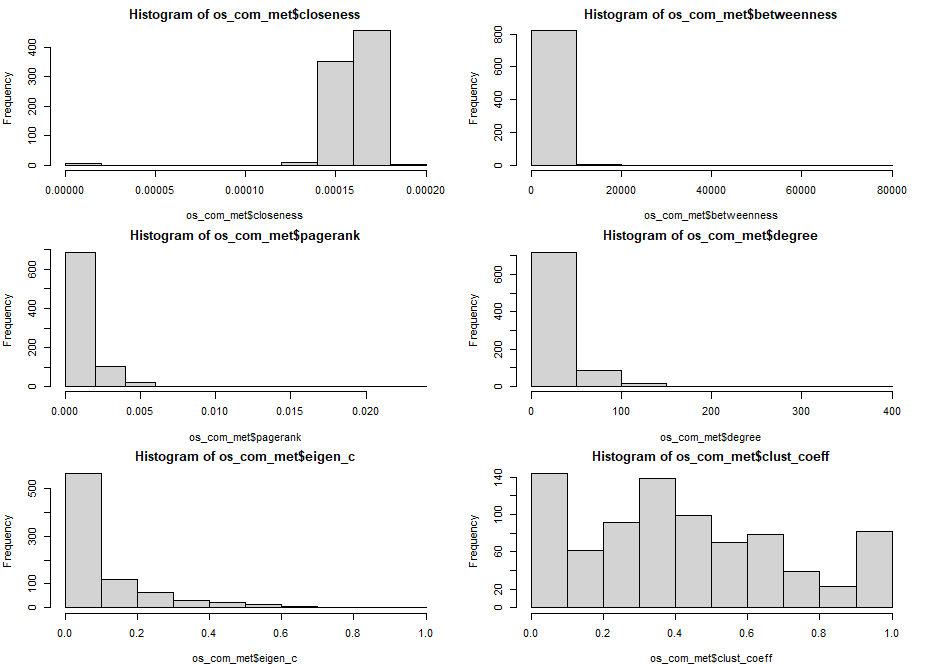 Histogram of os_com_met$closeness
Frequency
0 100 200 300 400
0.00000 0.00005 0.00010 0.00015 0.00020
os_com_met$closeness
Histogram of os_com_met$betweenness
Frequency
0 200 400 600 800
0 20000 40000 60000 80000
os_com_met$betweenness
Histogram of os_com_met$pagerank
Frequency
0 200 400 600
0.000 0.005 0.010 0.015 0.020
os_com_met$pagerank
Histogram of os_com_met$degree
Frequency
0 200 400 600
0 100 200 300 400
os_com_met$degree
Histogram of os_com_met$eigen_c
Frequency
0 100 300 500
0.0 0.2 0.4 0.6 0.8 1.0
os_com_met$eigen_c
Histogram of os_com_met$clust_coeff
Frequency
0 20 60 100 140
0.0 0.2 0.4 0.6 0.8 1.0
os_com_met$clust_coeff